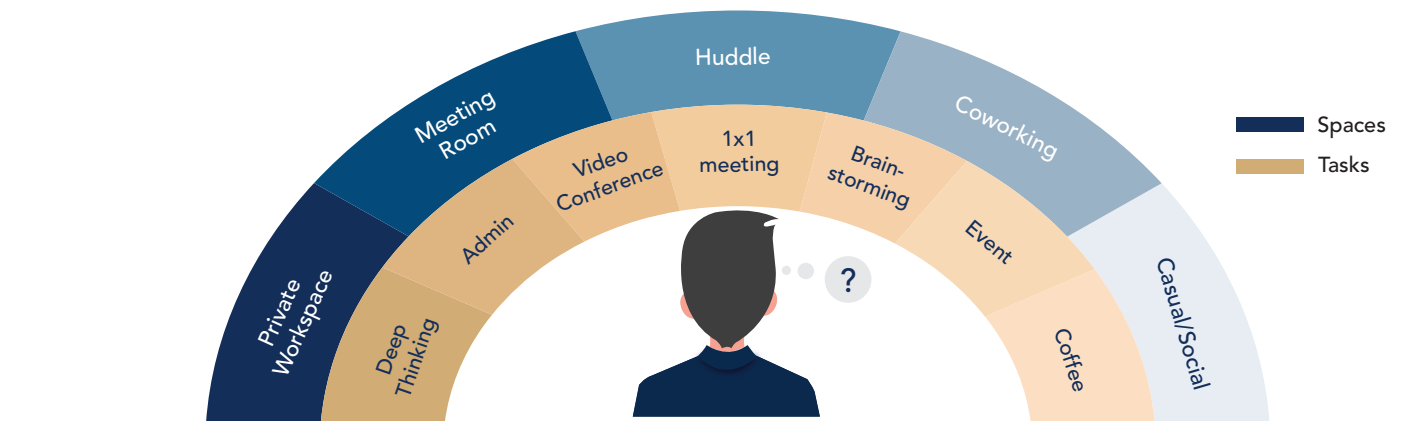 Huddle
Meeting
Room
Coworking
Private
Workspace
Casual/Social
1x1
meeting
Video
Conference
Brain-
storming
Admin
Event
Deep
Thinking
Coffee
?
Spaces
Tasks